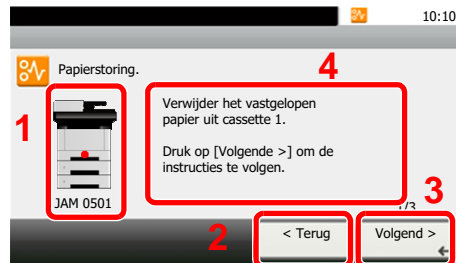 10:10
Papierstoring.
4
1
Verwijder het vastgelopen
papier uit cassette 1.
Druk op [Volgende >] om de
instructies te volgen.
JAM 0501
3
1/3
2
< Terug
Volgend >